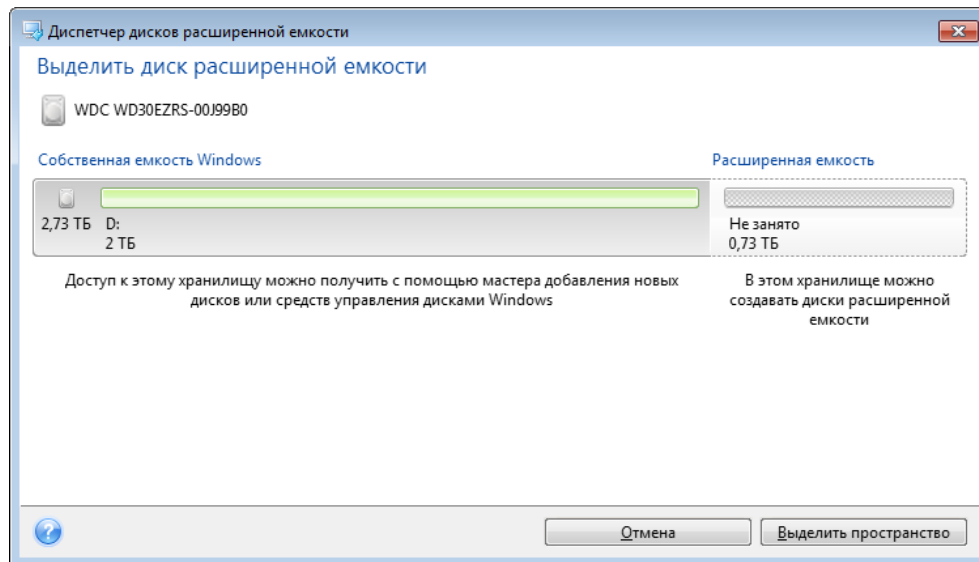 Диспетчер дисков расширенной емкости
Выделить диск расширенной емкости
WDC WD30EZRS-00J99B0
Собственная емкость Windows
Расширенная емкость
2,73 ТБ
D:
2 ТБ
Не занято
0,73 ТБ
Доступ к этому хранилищу можно получить с помощью мастера добавления новых
дисков или средств управления дисками Windows
В этом хранилище можно
создавать диски расширенной
емкости
Отмена
Выделить пространство